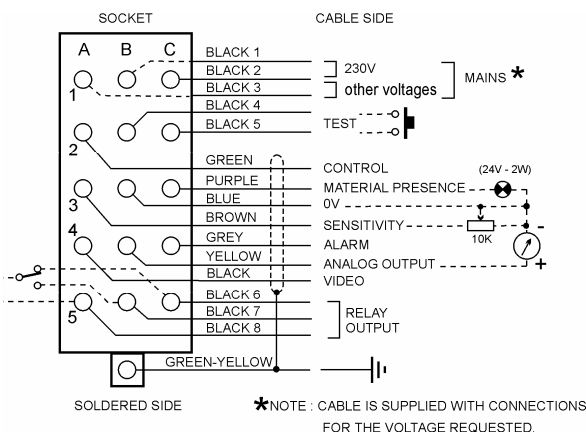 SOCKET CABLE SIDE
A B C
BLACK 1
BLACK 2 230V
MAINS *
BLACK 3 other voltages
1
BLACK 4
BLACK 5 TEST
2
GREEN CONTROL (24V - 2W)
PURPLE MATERIAL PRESENCE
3
BLUE 0V
BROWN SENSITIVITY -
10K
4
GREY ALARM
YELLOW ANALOG OUTPUT +
BLACK VIDEO
BLACK 6
5
BLACK 7 RELAY
BLACK 8 OUTPUT
GREEN-YELLOW
SOLDERED SIDE *NOTE : CABLE IS SUPPLIED WITH CONNECTIONS
FOR THE VOLTAGE REQUESTED.